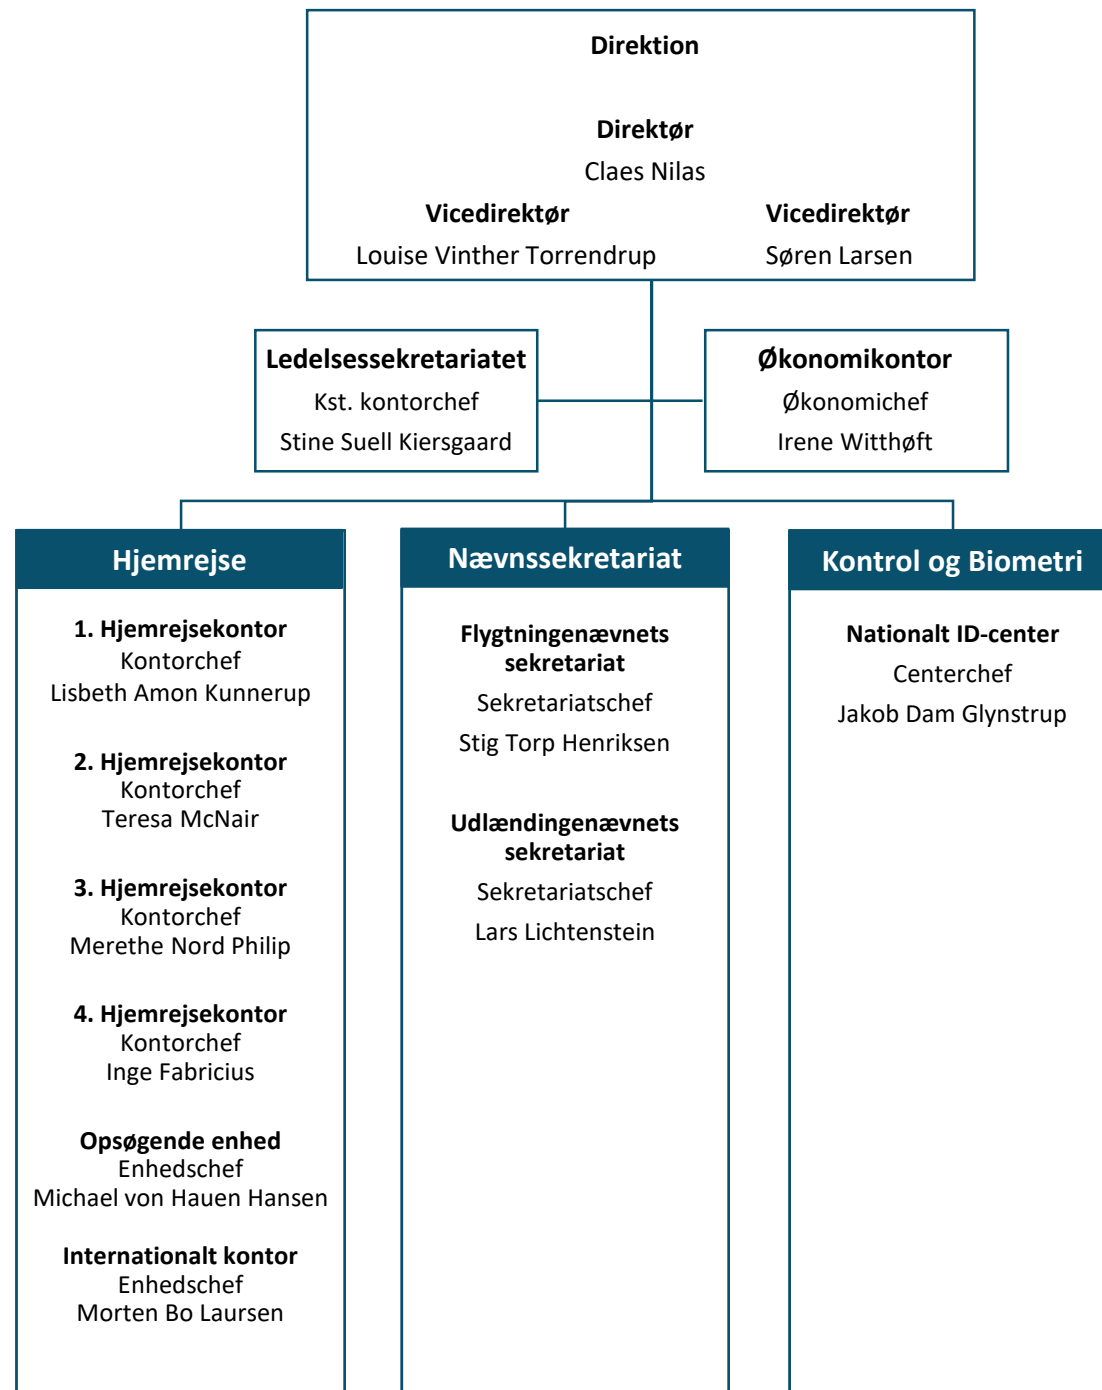 Direktion
Direktør
Claes Nilas
Vicedirektør
Louise Vinther Torrendrup
Vicedirektør
Søren Larsen
Ledelsessekretariatet
Kst. kontorchef
Stine Suell Kiersgaard
Økonomikontor
Økonomichef
Irene Witthøft
Hjemrejse
1. Hjemrejsekontor
Kontorchef
Lisbeth Amon Kunnerup
2. Hjemrejsekontor
Kontorchef
Teresa McNair
3. Hjemrejsekontor
Kontorchef
Merethe Nord Philip
4. Hjemrejsekontor
Kontorchef
Inge Fabricius
Opsøgende enhed
Enhedschef
Michael von Hauen Hansen
Internationalt kontor
Enhedschef
Morten Bo Laursen
Nævnssekretariat
Flygtningenævnets
sekretariat
Sekretariatschef
Stig Torp Henriksen
Udlændingenævnets
sekretariat
Sekretariatschef
Lars Lichtenstein
Kontrol og Biometri
Nationalt ID-center
Centerchef
Jakob Dam Glynstrup